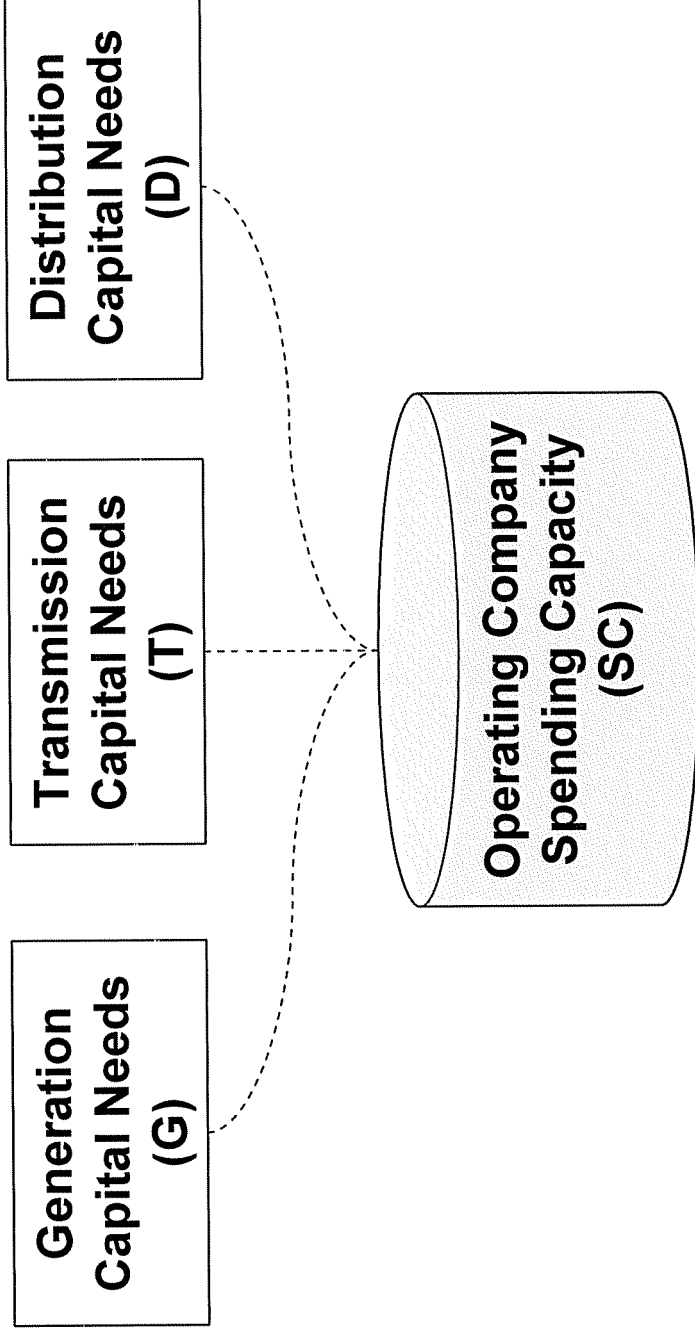 Generation
Capital Needs
(G)
Transmission
Capital Needs
(T)
Distribution
Capital Needs
(D)
Operating Company
Spending Capacity
(SC)